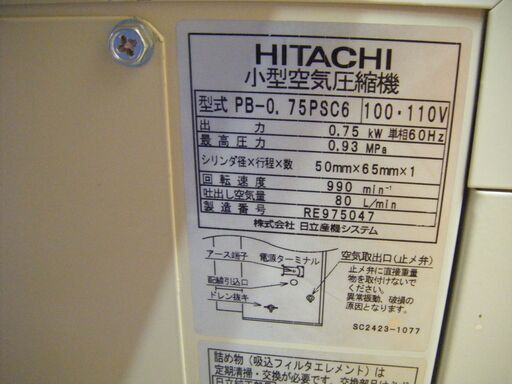 HITACHI
小型空気圧縮機
型式 PB-0.75PSC6 100・110V
出力 0.75 kW 単相60Hz
最高圧力 0.93 MPa
シリンダ径×行程×数 50mm×65mm×1
回転速度 990 min⁻¹
吐出し空気量 80 L/min
製造番号 RE975047
株式会社 日立産機システム
アース端子
電源ターミナル
配線引込口
ドレン抜キ
空気取出口(止メ弁)
止メ弁に直接重量
物を取付けないで
ください。
異常振動、破損の
原因となります。
SC2423-1077
詰め物(吸込フィルタエレメント)は
定期清掃・交換が必要です。